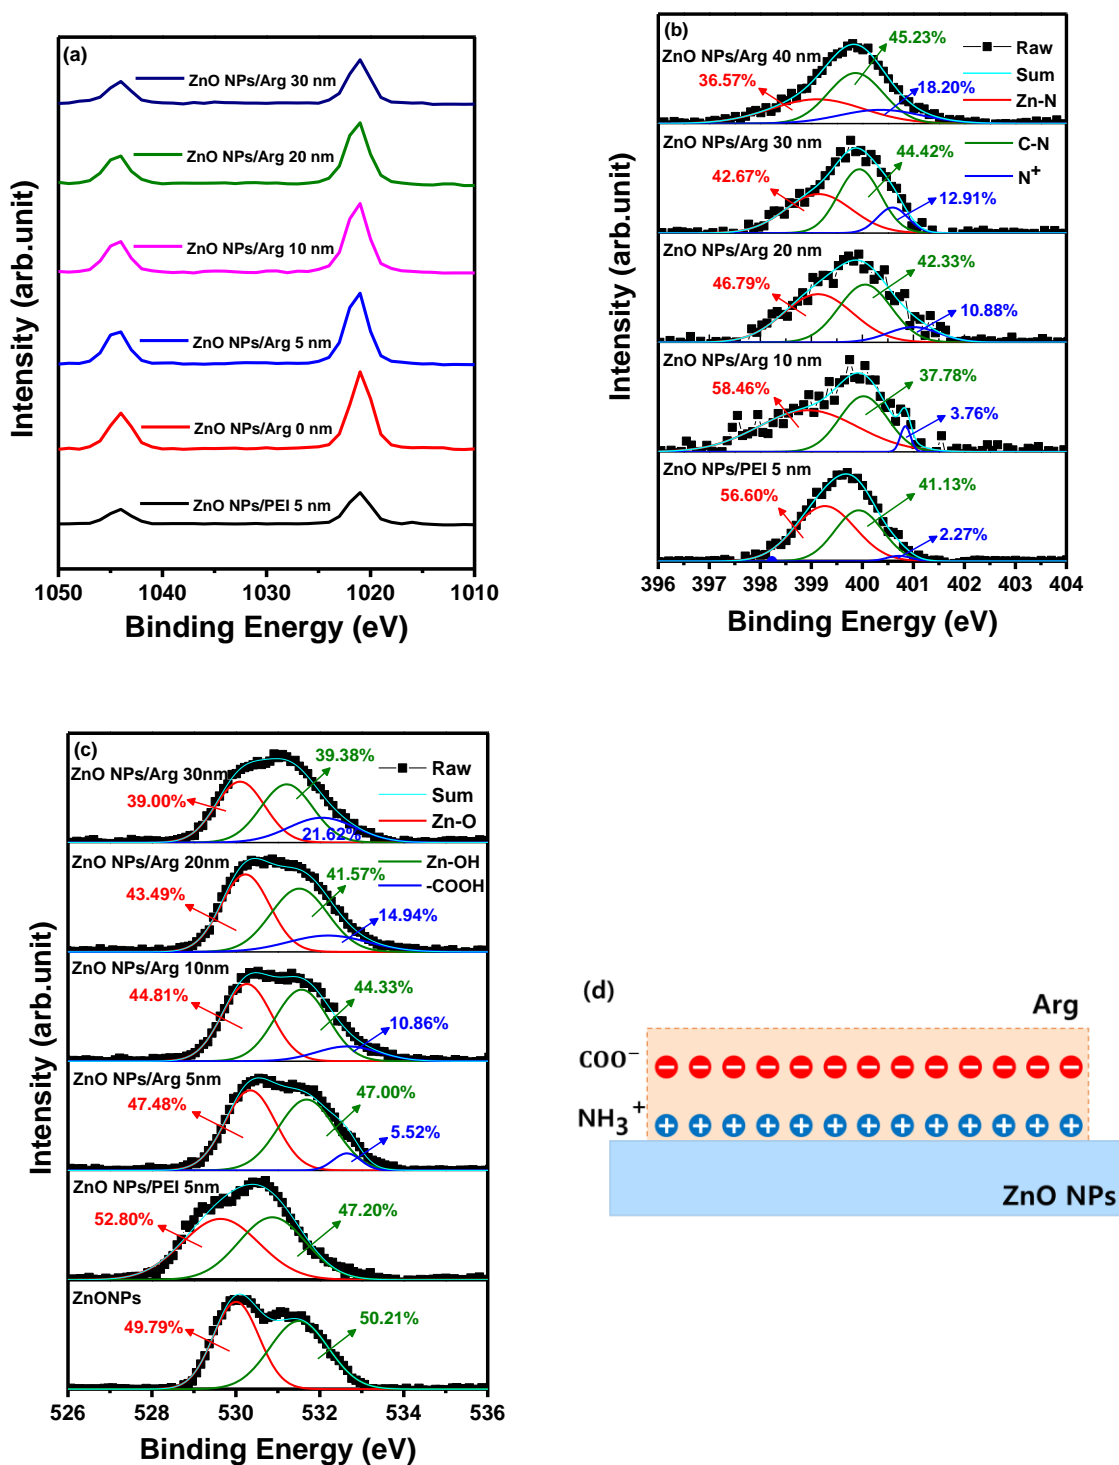 (a)
ZnO NPs/Arg 30 nm
ZnO NPs/Arg 20 nm
ZnO NPs/Arg 10 nm
ZnO NPs/Arg 5 nm
ZnO NPs/Arg 0 nm
ZnO NPs/PEI 5 nm
Intensity (arb.unit)
1050 1040 1030 1020 1010
Binding Energy (eV)
(b)
ZnO NPs/Arg 40 nm
45.23%
36.57%
18.20%
Raw
Sum
Zn-N
ZnO NPs/Arg 30 nm
44.42%
42.67%
12.91%
C-N
N+
ZnO NPs/Arg 20 nm
42.33%
46.79%
10.88%
ZnO NPs/Arg 10 nm
37.78%
58.46%
3.76%
ZnO NPs/PEI 5 nm
56.60%
41.13%
2.27%
Intensity (arb.unit)
396 397 398 399 400 401 402 403 404
Binding Energy (eV)
(c)
ZnO NPs/Arg 30nm
39.38%
39.00%
21.62%
Raw
Sum
Zn-O
ZnO NPs/Arg 20nm
41.57%
43.49%
14.94%
Zn-OH
-COOH
ZnO NPs/Arg 10nm
44.33%
44.81%
10.86%
ZnO NPs/Arg 5nm
47.00%
47.48%
5.52%
ZnO NPs/PEI 5nm
52.80%
47.20%
ZnONPs
49.79%
50.21%
Intensity (arb.unit)
526 528 530 532 534 536
Binding Energy (eV)
(d)
Arg
COO−
NH3+
ZnO NPs